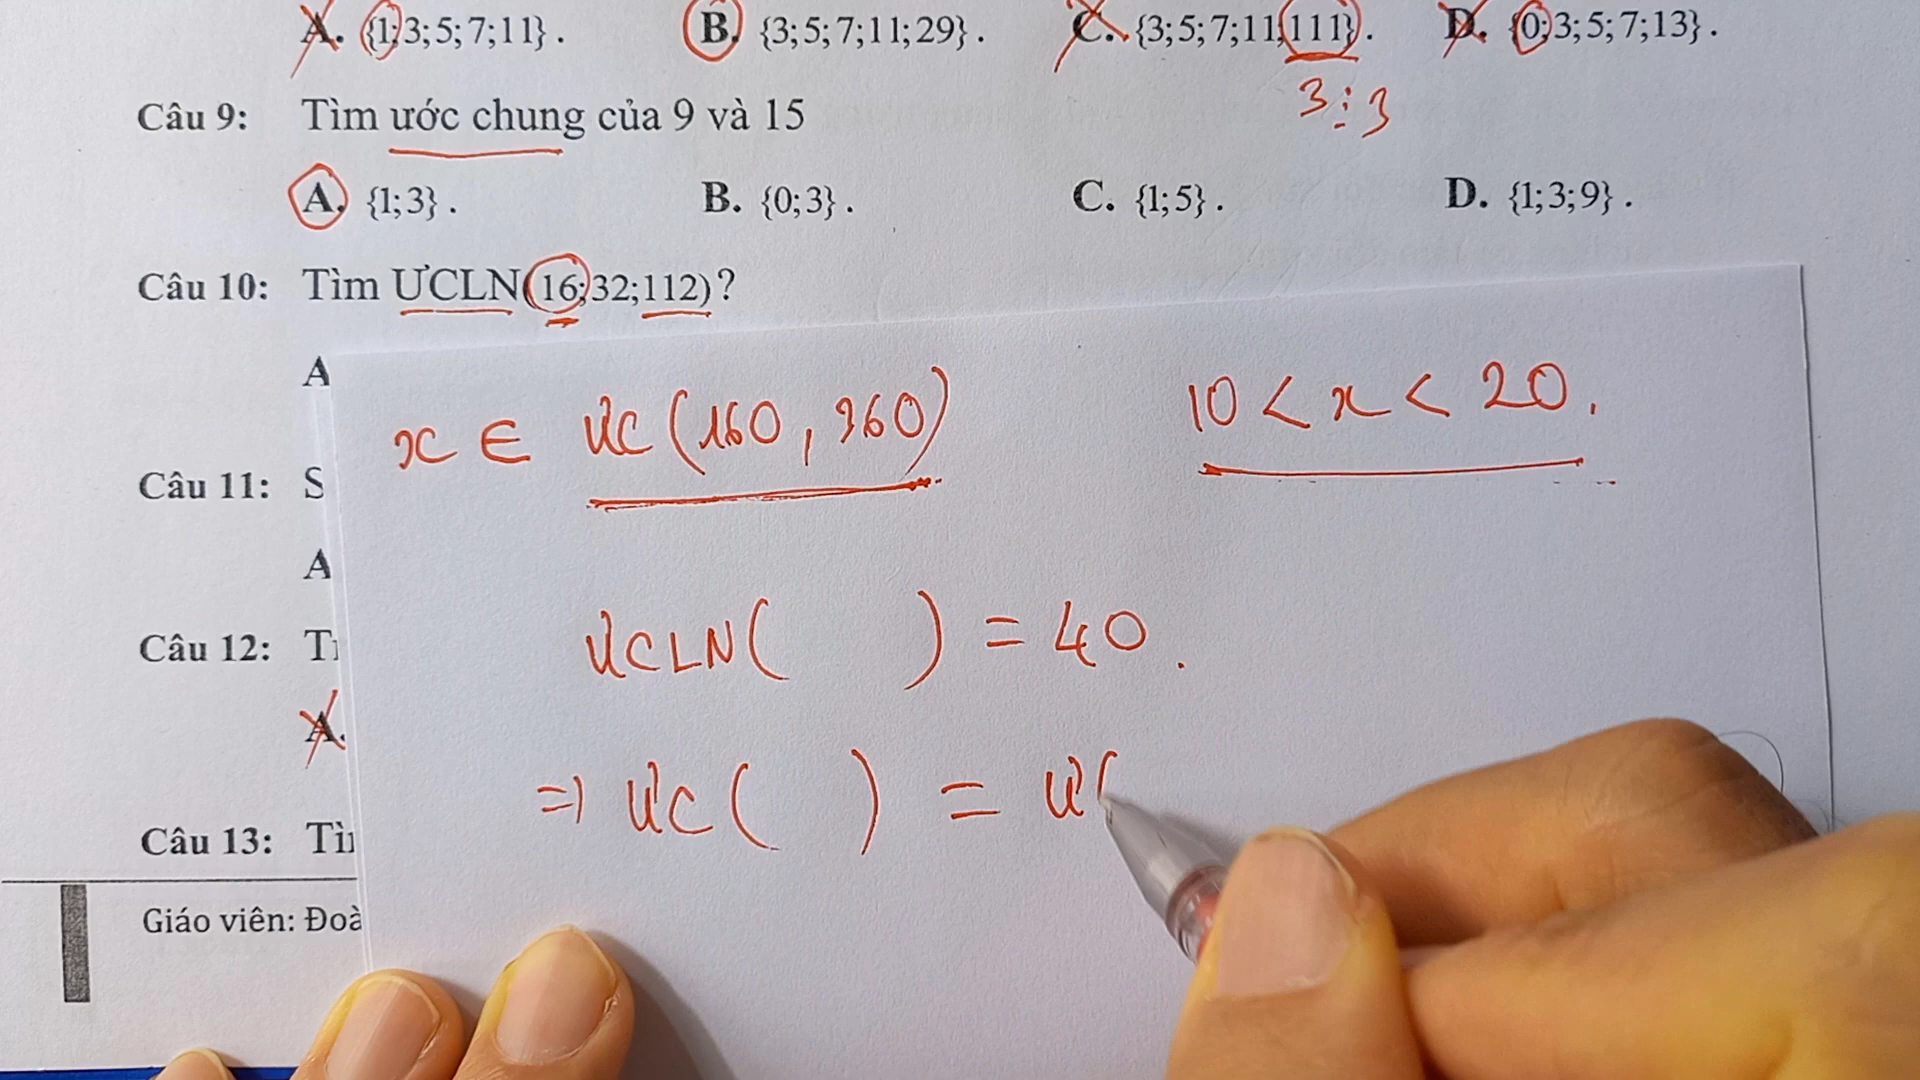 A. {1;3;5;7;11}. B. {3;5;7;11;29}. C. {3;5;7;11;111}. D. {0;3;5;7;13}.
3⋮3
Câu 9: Tìm ước chung của 9 và 15
A. {1;3}. B. {0;3}. C. {1;5}. D. {1;3;9}.
Câu 10: Tìm ƯCLN(16;32;112)?
A
x ∈ ƯC(160, 360) 10 < x < 20.
Câu 11: S
A
ƯCLN( ) = 40.
Câu 12:
A.
⇒ ƯC( ) = Ư(
Câu 13: Tì
Giáo viên: Đoà